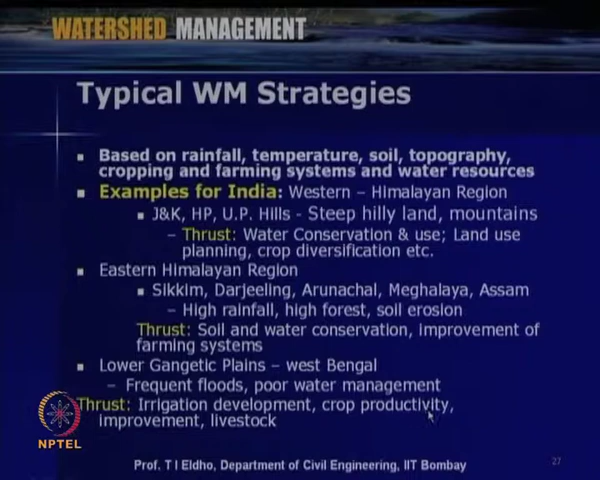 WATERSHED MANAGEMENT
Typical WM Strategies
Based on rainfall, temperature, soil, topography,
cropping and farming systems and water resources
Examples for India: Western – Himalayan Region
J&K, HP, U.P. Hills - Steep hilly land, mountains
– Thrust: Water Conservation & use; Land use
planning, crop diversification etc.
Eastern Himalayan Region
Sikkim, Darjeeling, Arunachal, Meghalaya, Assam
– High rainfall, high forest, soil erosion
Thrust: Soil and water conservation, improvement of
farming systems
Lower Gangetic Plains – west Bengal
– Frequent floods, poor water management
Thrust: Irrigation development, crop productivity,
improvement, livestock
NPTEL
Prof. T I Eldho, Department of Civil Engineering, IIT Bombay
27